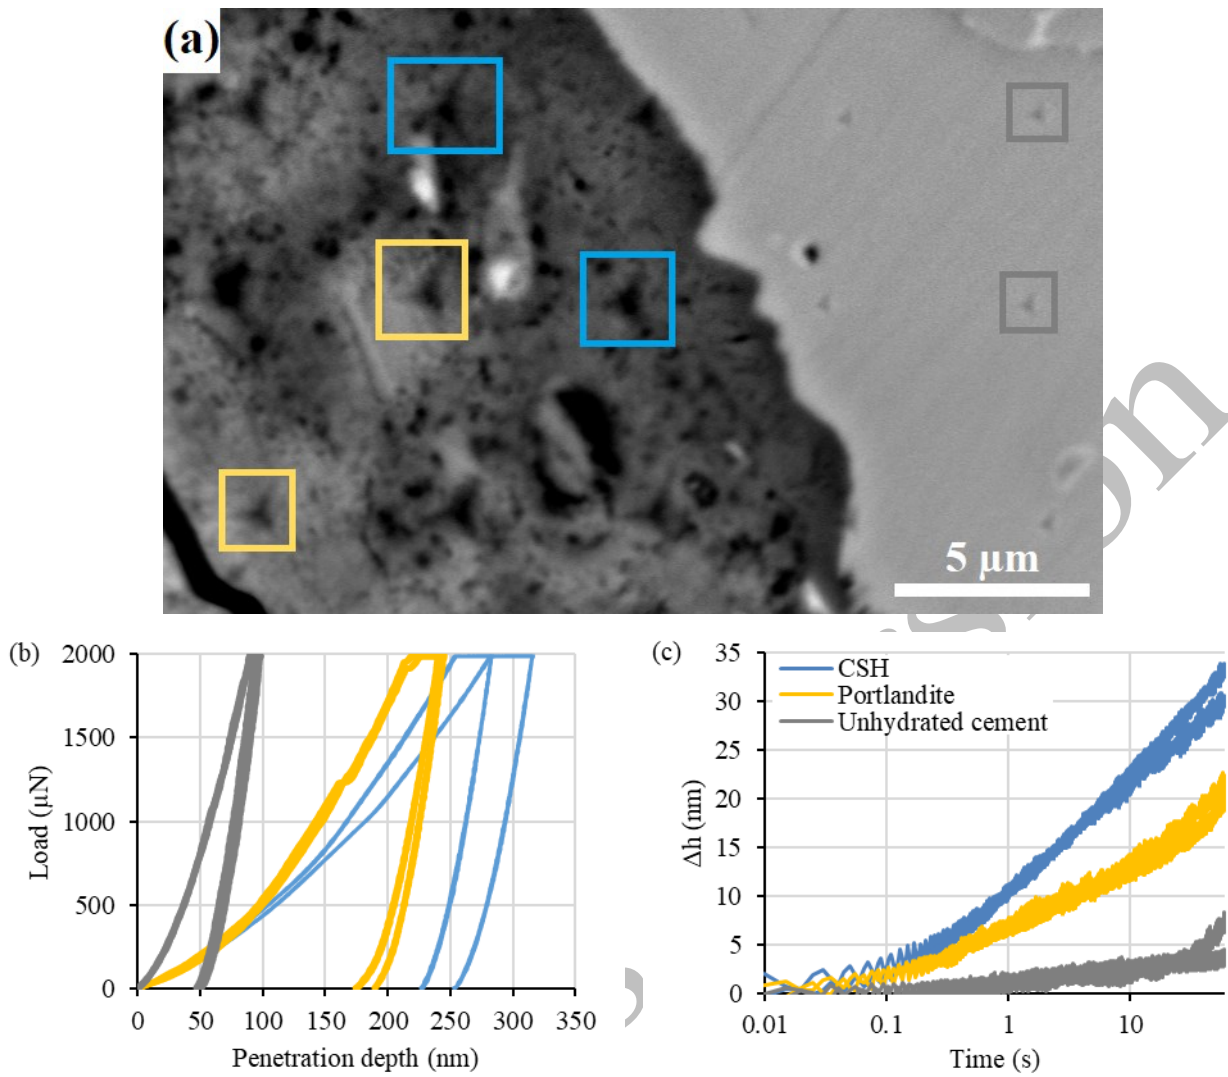 (a)
5 µm
(b)
2000
1500
1000
500
0
0 50 100 150 200 250 300 350
Load (µN)
Penetration depth (nm)
(c)
35
30
25
20
15
10
5
0
0.01 0.1 1 10
Δh (nm)
Time (s)
CSH
Portlandite
Unhydrated cement